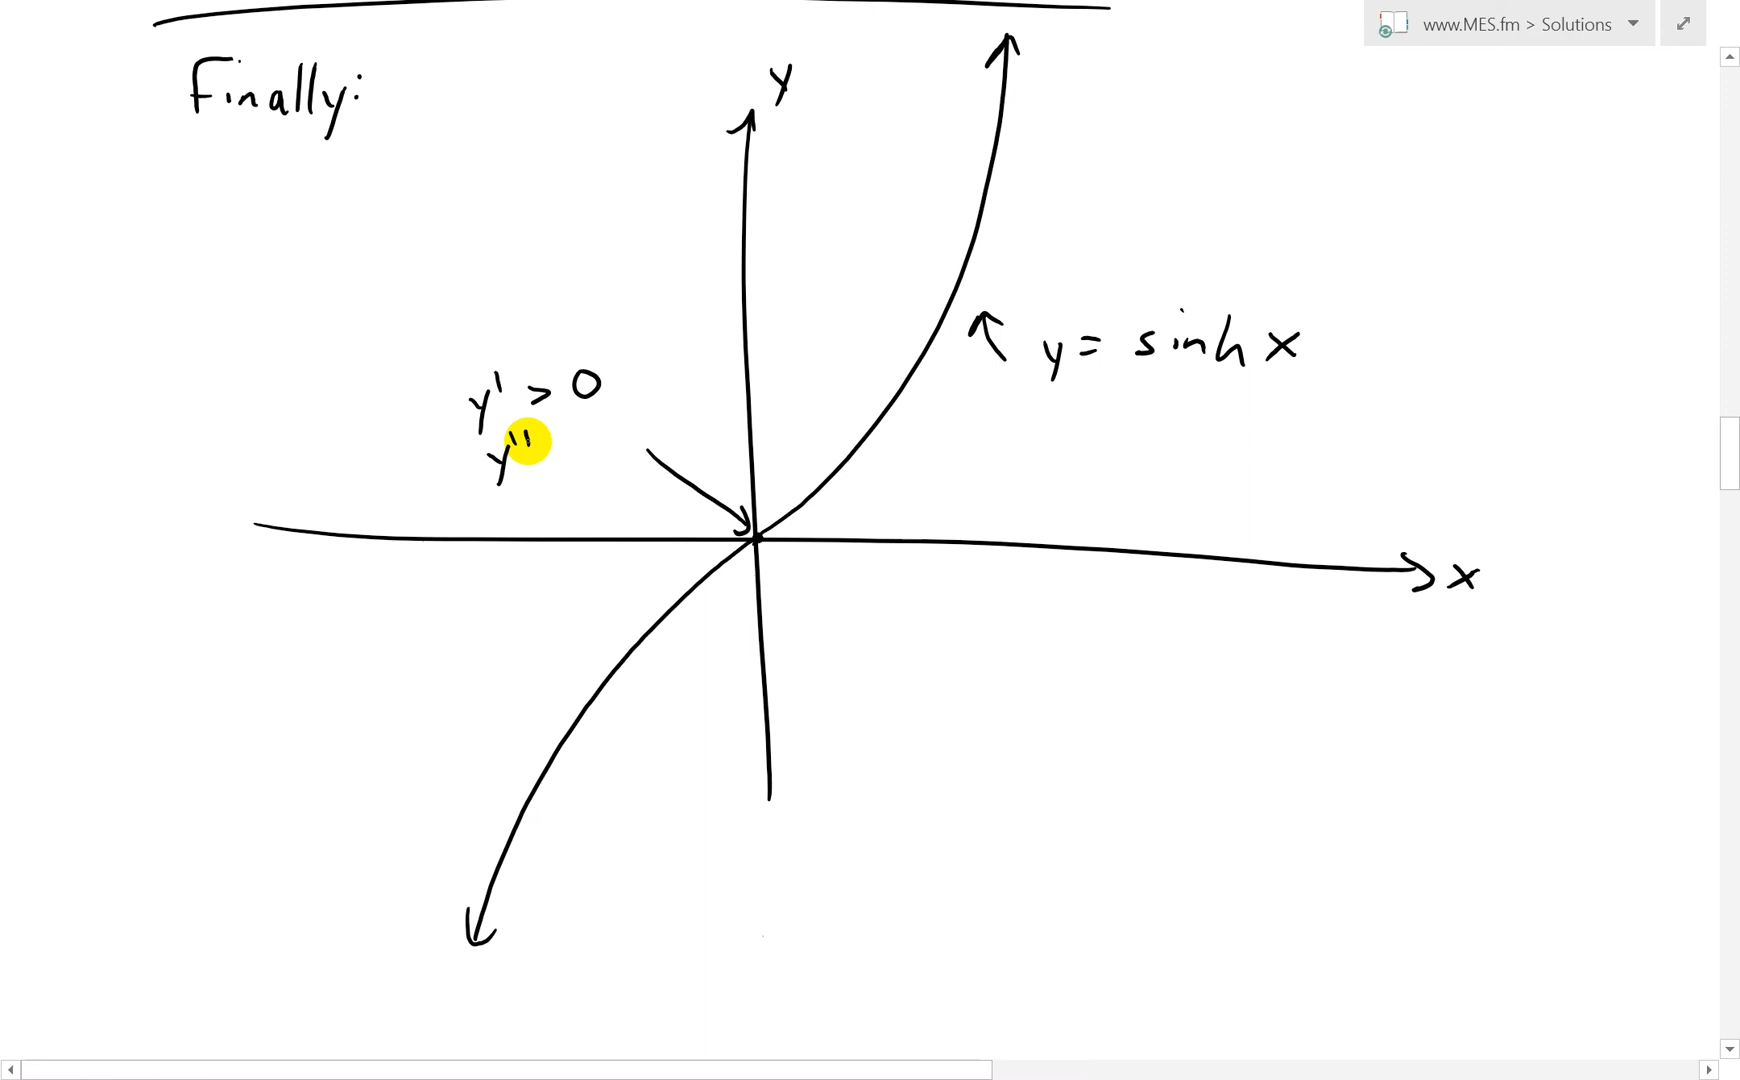 www.MES.fm > Solutions
Finally:
y
y = sinh x
y' > 0
y''
x